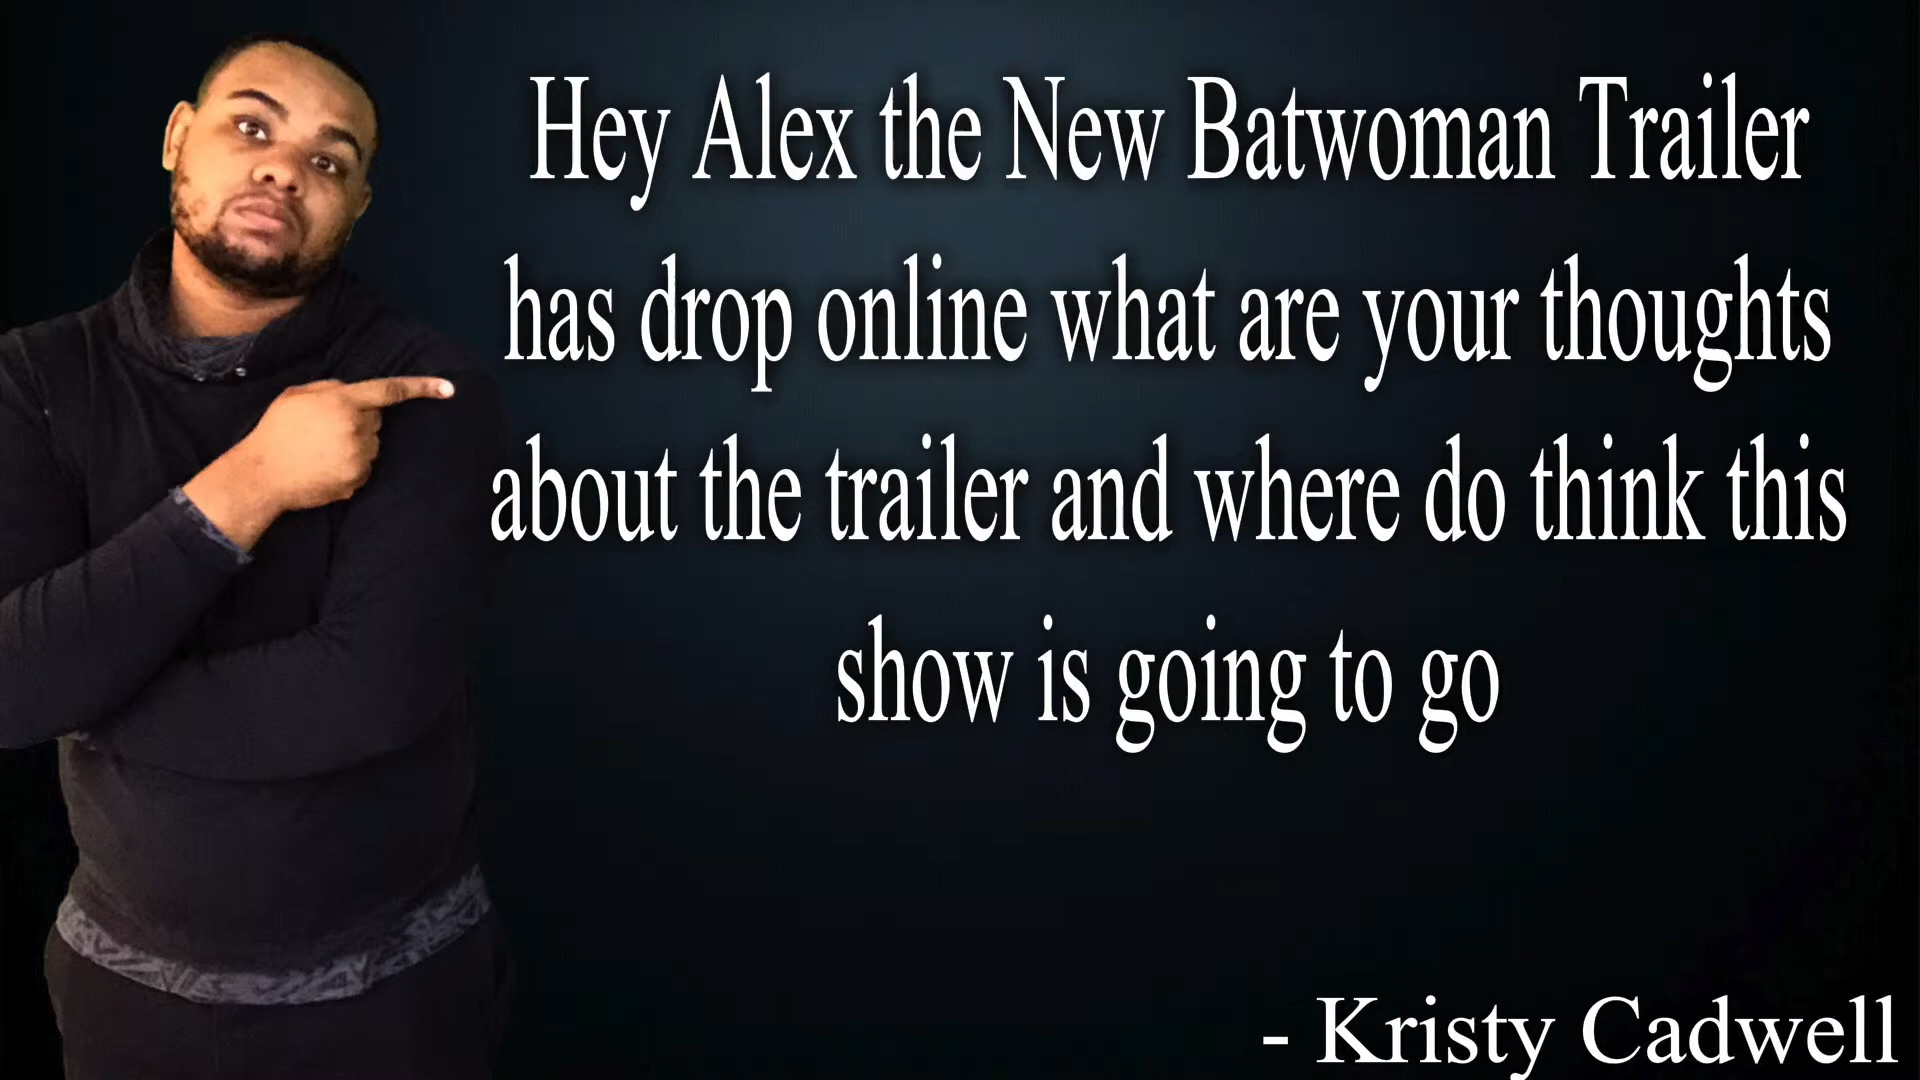 Hey Alex the New Batwoman Trailer
has drop online what are your thoughts
about the trailer and where do think this
show is going to go
- Kristy Cadwell